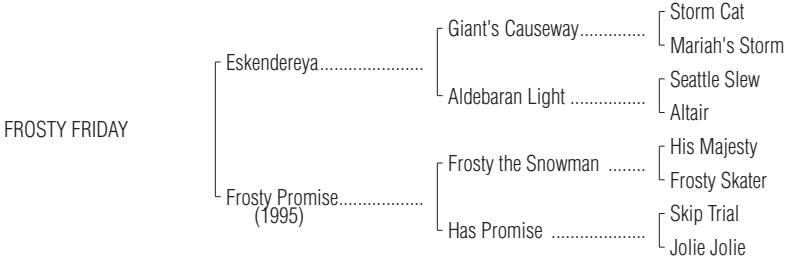 Storm Cat
Giant's Causeway..............
Mariah's Storm
Eskendereya......................
Seattle Slew
Aldebaran Light ................
Altair
FROSTY FRIDAY
His Majesty
Frosty the Snowman ........
Frosty Skater
Frosty Promise..................
(1995)
Skip Trial
Has Promise ....................
Jolie Jolie